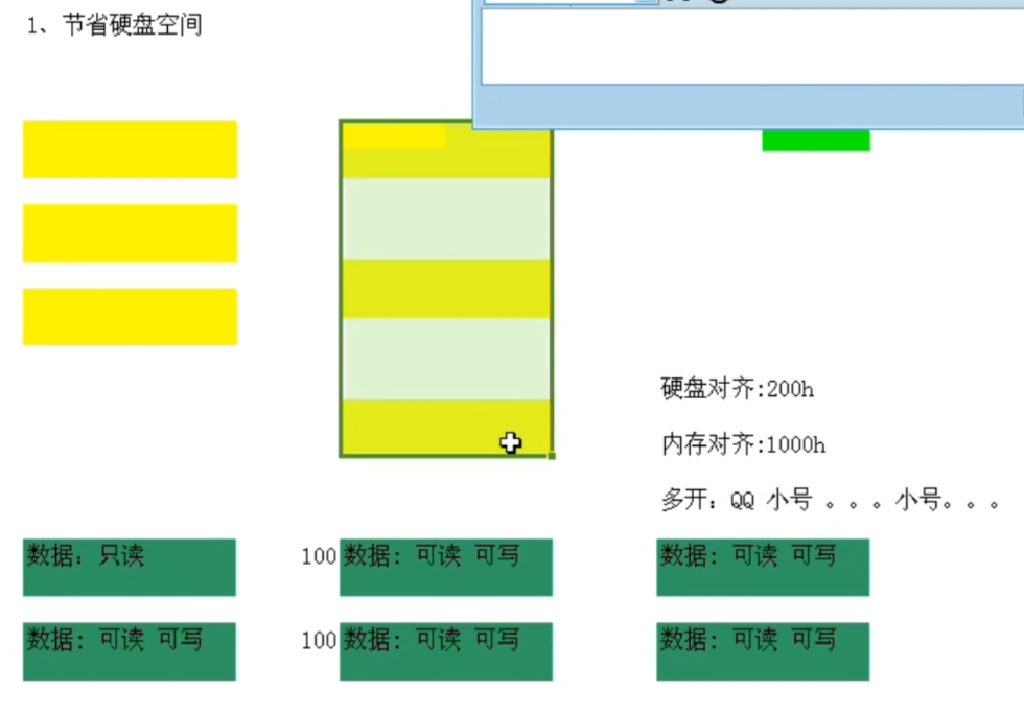 1、节省硬盘空间
硬盘对齐:200h
内存对齐:1000h
多开：QQ 小号 。。。小号。。。
数据：只读
100 数据：可读 可写
数据：可读 可写
数据：可读 可写
100 数据：可读 可写
数据：可读 可写